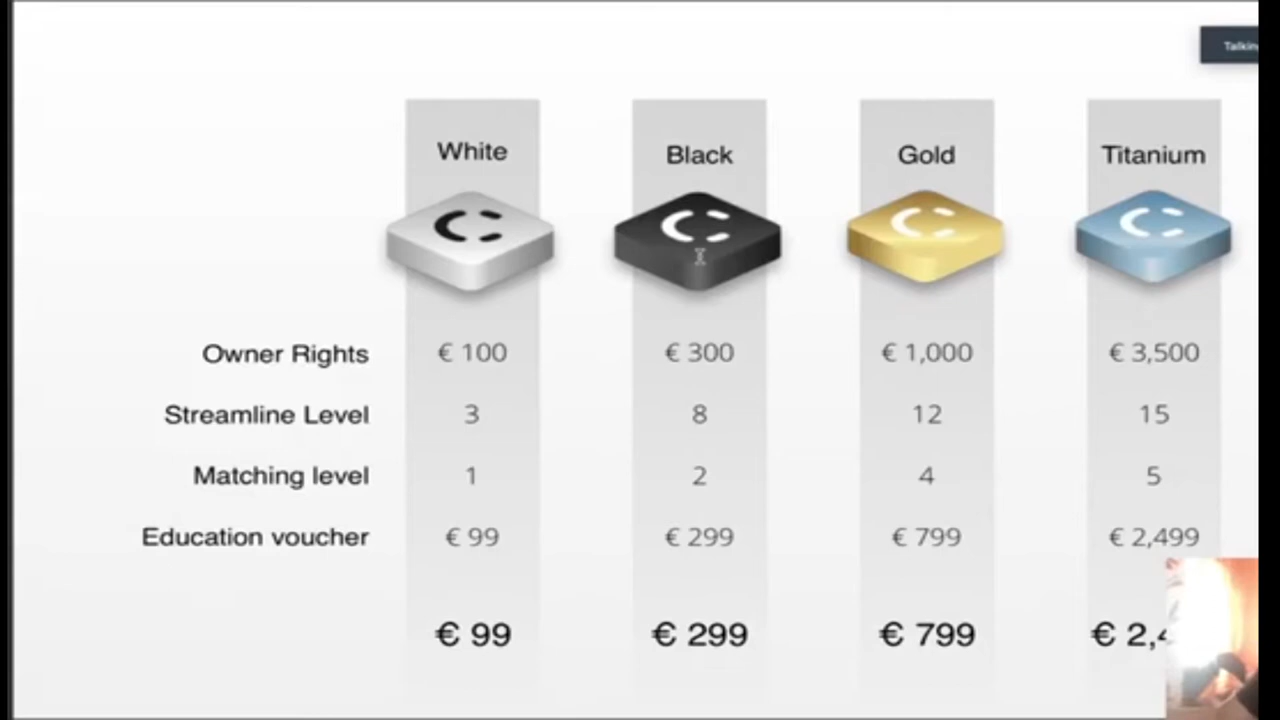 White Black Gold Titanium
Owner Rights € 100 € 300 € 1,000 € 3,500
Streamline Level 3 8 12 15
Matching level 1 2 4 5
Education voucher € 99 € 299 € 799 € 2,499
€ 99 € 299 € 799